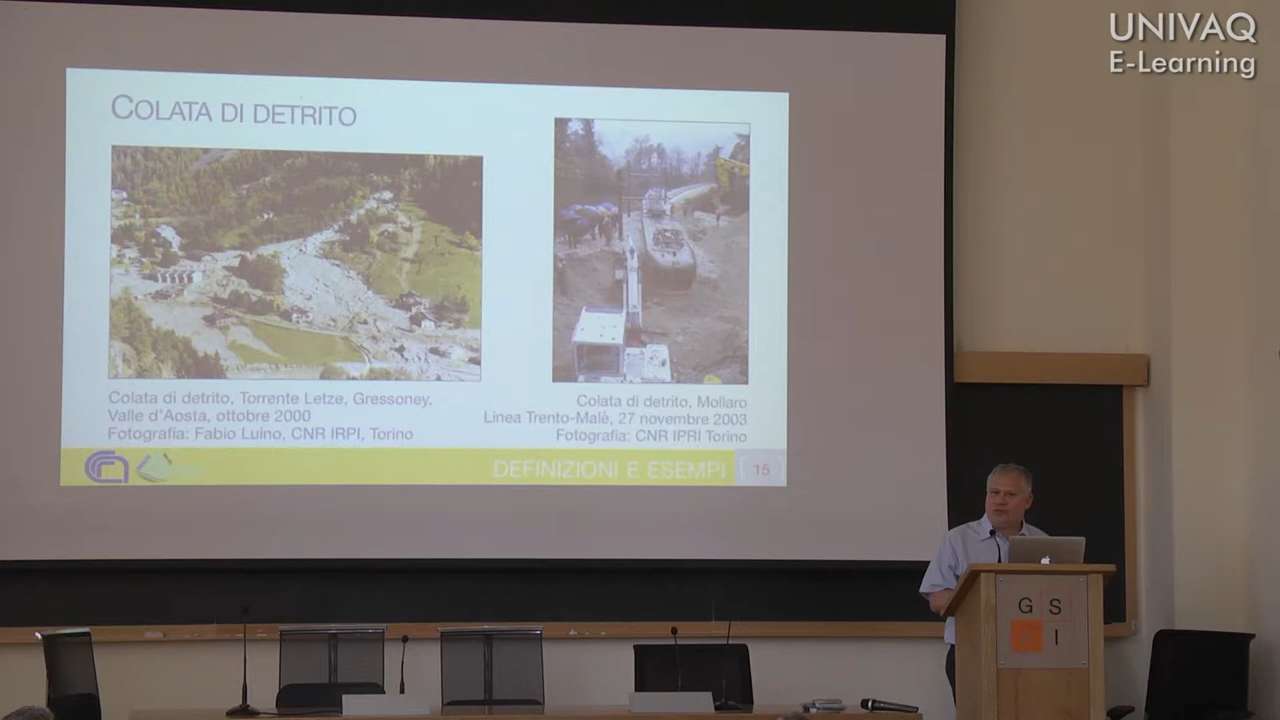 UNIVAQ
E-Learning
COLATA DI DETRITO
Colata di detrito, Torrente Letze, Gressoney.
Valle d'Aosta, ottobre 2000
Fotografia: Fabio Luino, CNR IRPI, Torino
Colata di detrito, Mollaro
Linea Trento-Malè, 27 novembre 2003
Fotografia: CNR IPRI Torino
DEFINIZIONI E ESEMPI
15
G S
I